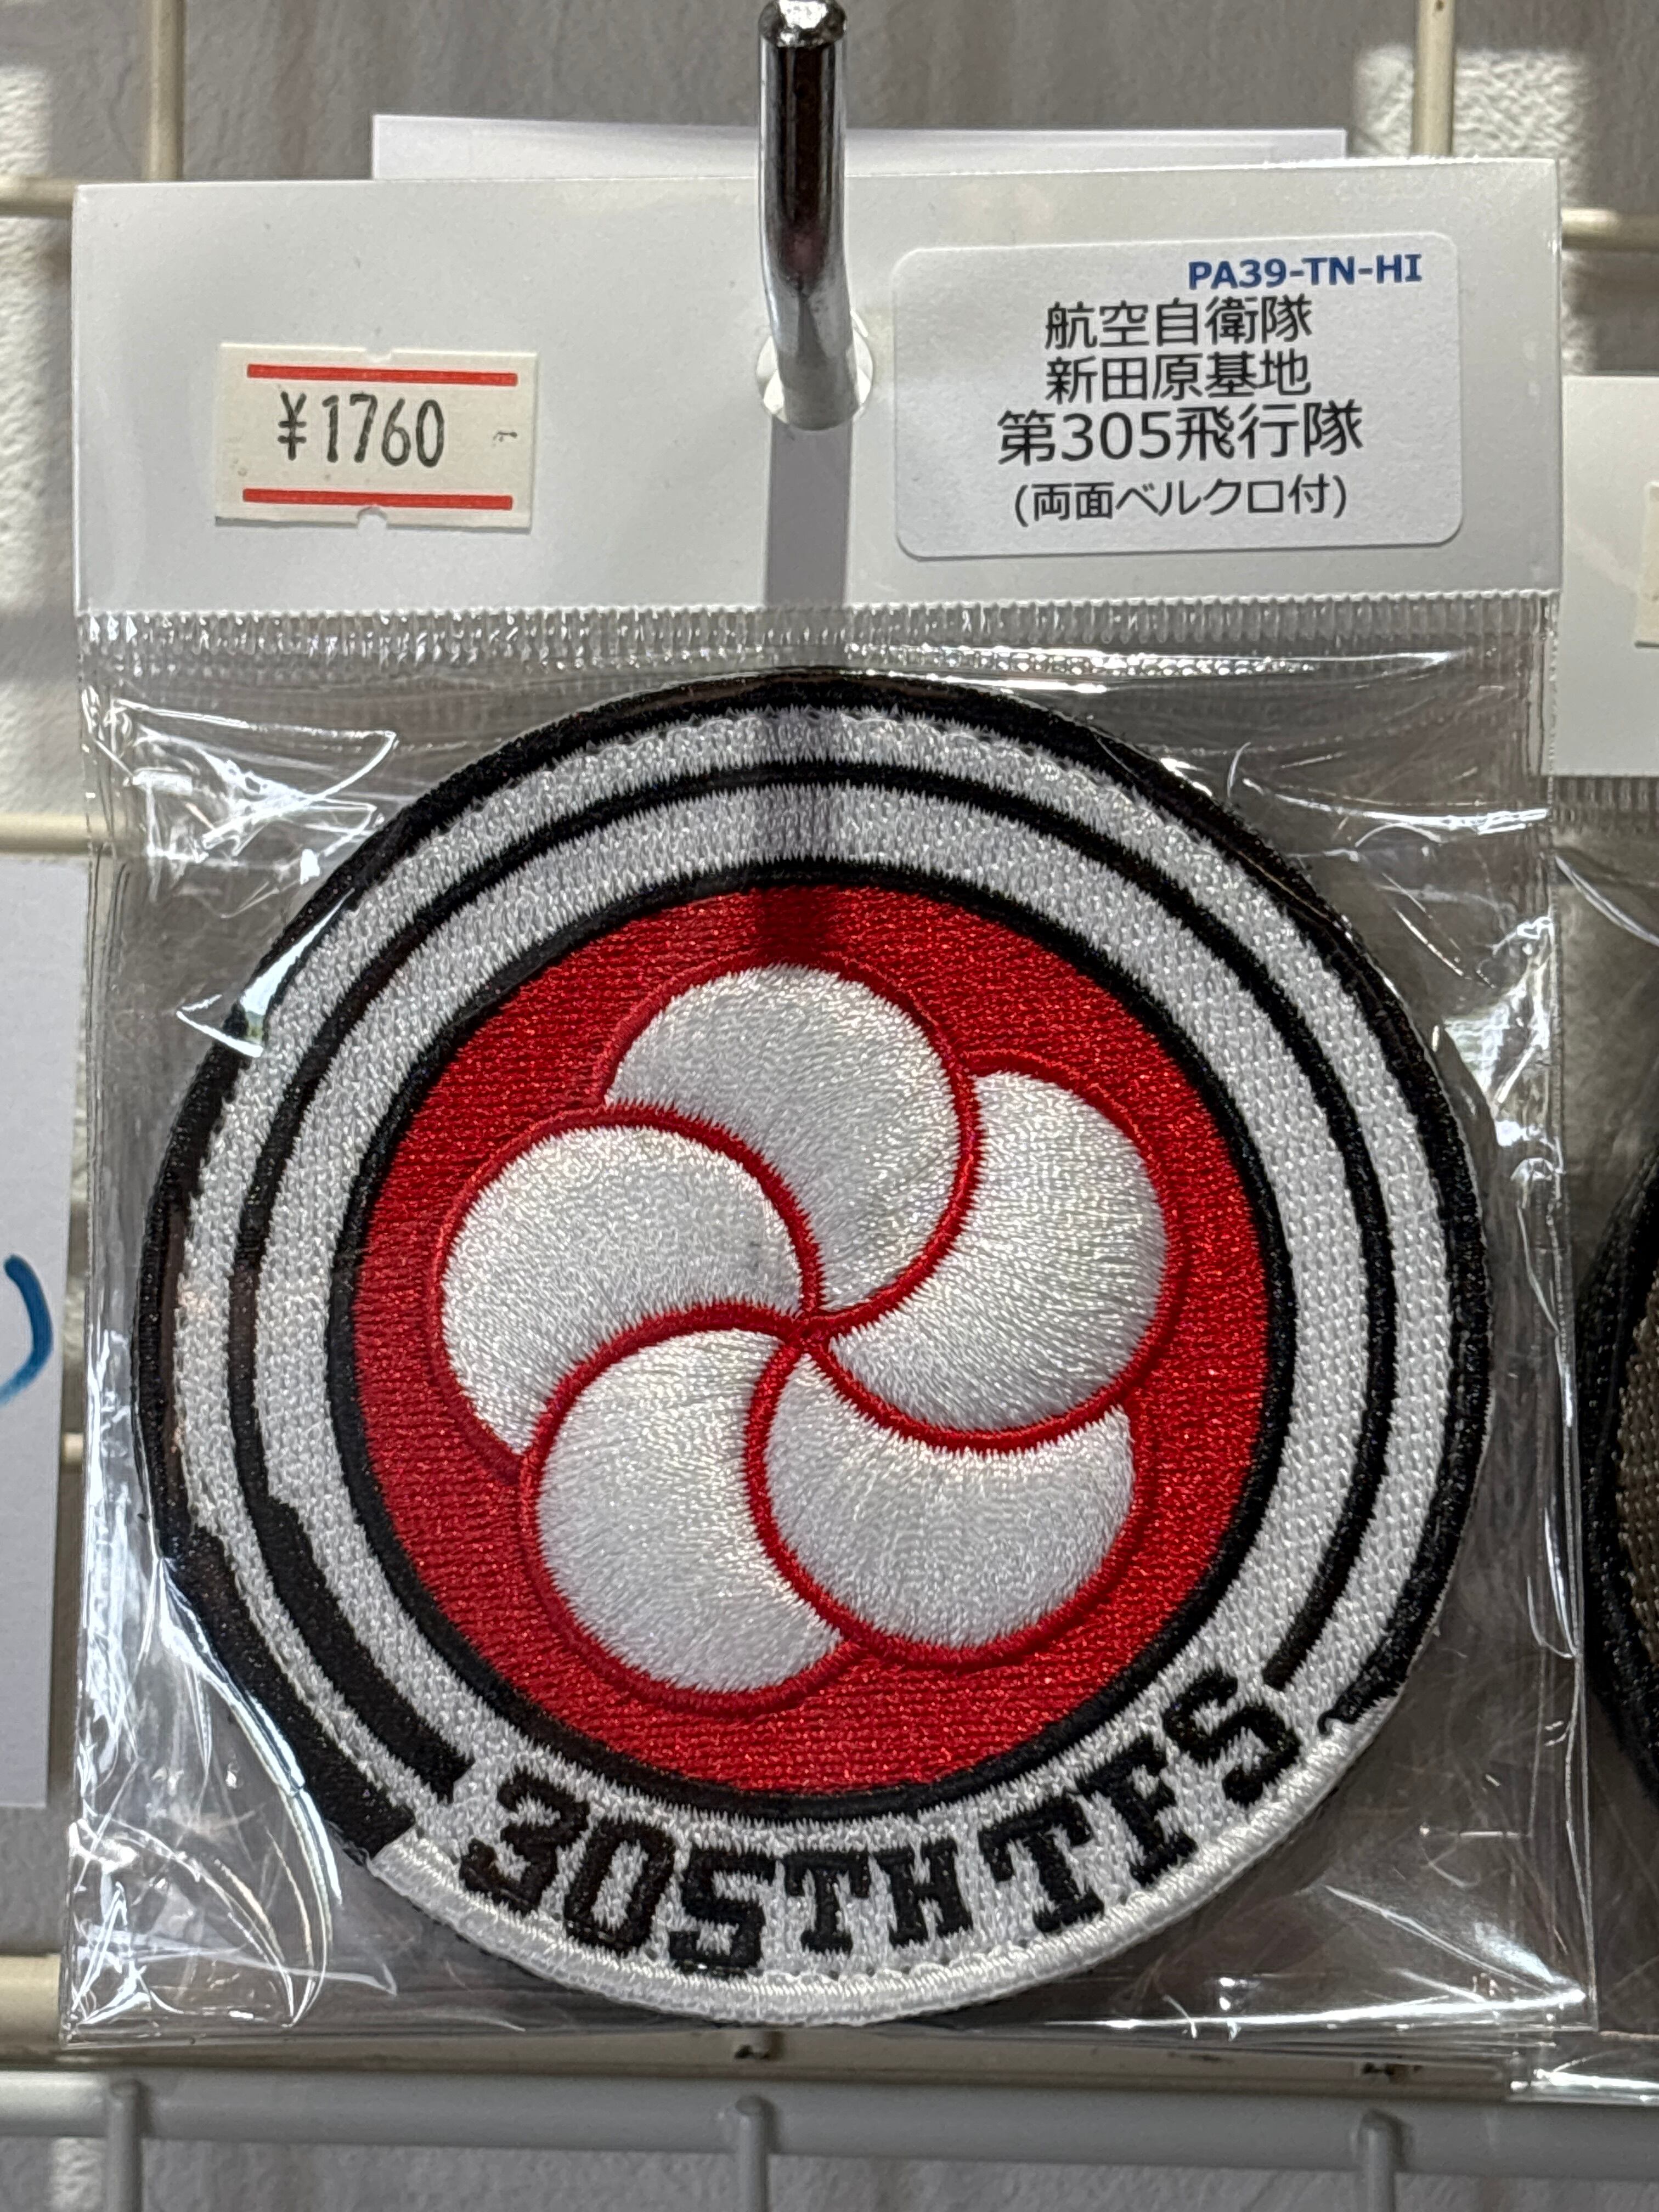 ¥1760
PA39-TN-HI
航空自衛隊
新田原基地
第305飛行隊
(両面ベルクロ付)
305TH TFS